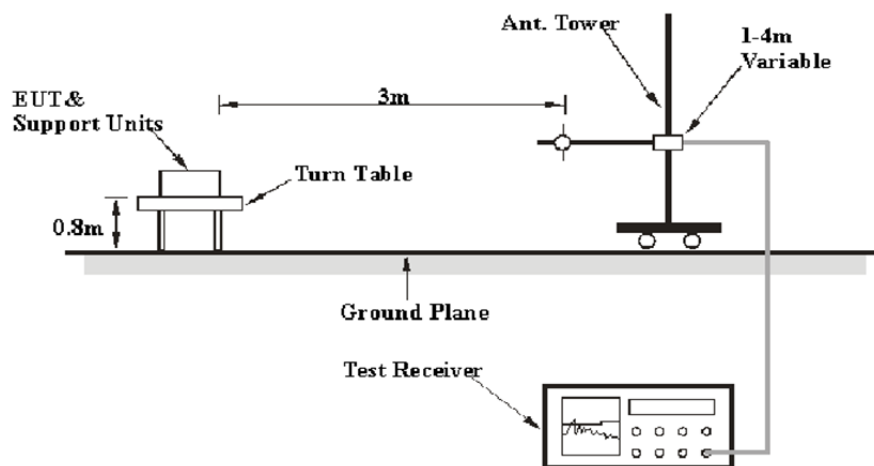 Ant. Tower
1-4m
Variable
3m
EUT &
Support Units
Turn Table
0.8m
Ground Plane
Test Receiver